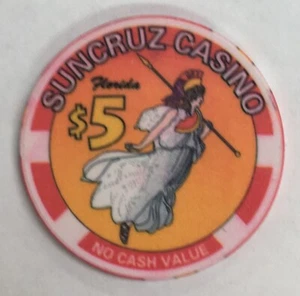 SUNCRUZ CASINO
Florida
$5
NO CASH VALUE